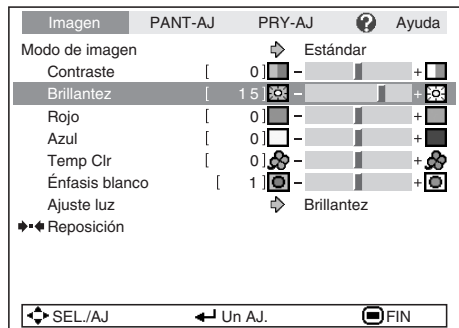 Imagen PANT-AJ PRY-AJ ? Ayuda
Modo de imagen Estándar
Contraste [ 0 ] - +
Brillantez [ 15 ] - +
Rojo [ 0 ] - +
Azul [ 0 ] - +
Temp Clr [ 0 ] - +
Énfasis blanco [ 1 ] - +
Ajuste luz Brillantez
Reposición
SEL./AJ Un AJ. FIN